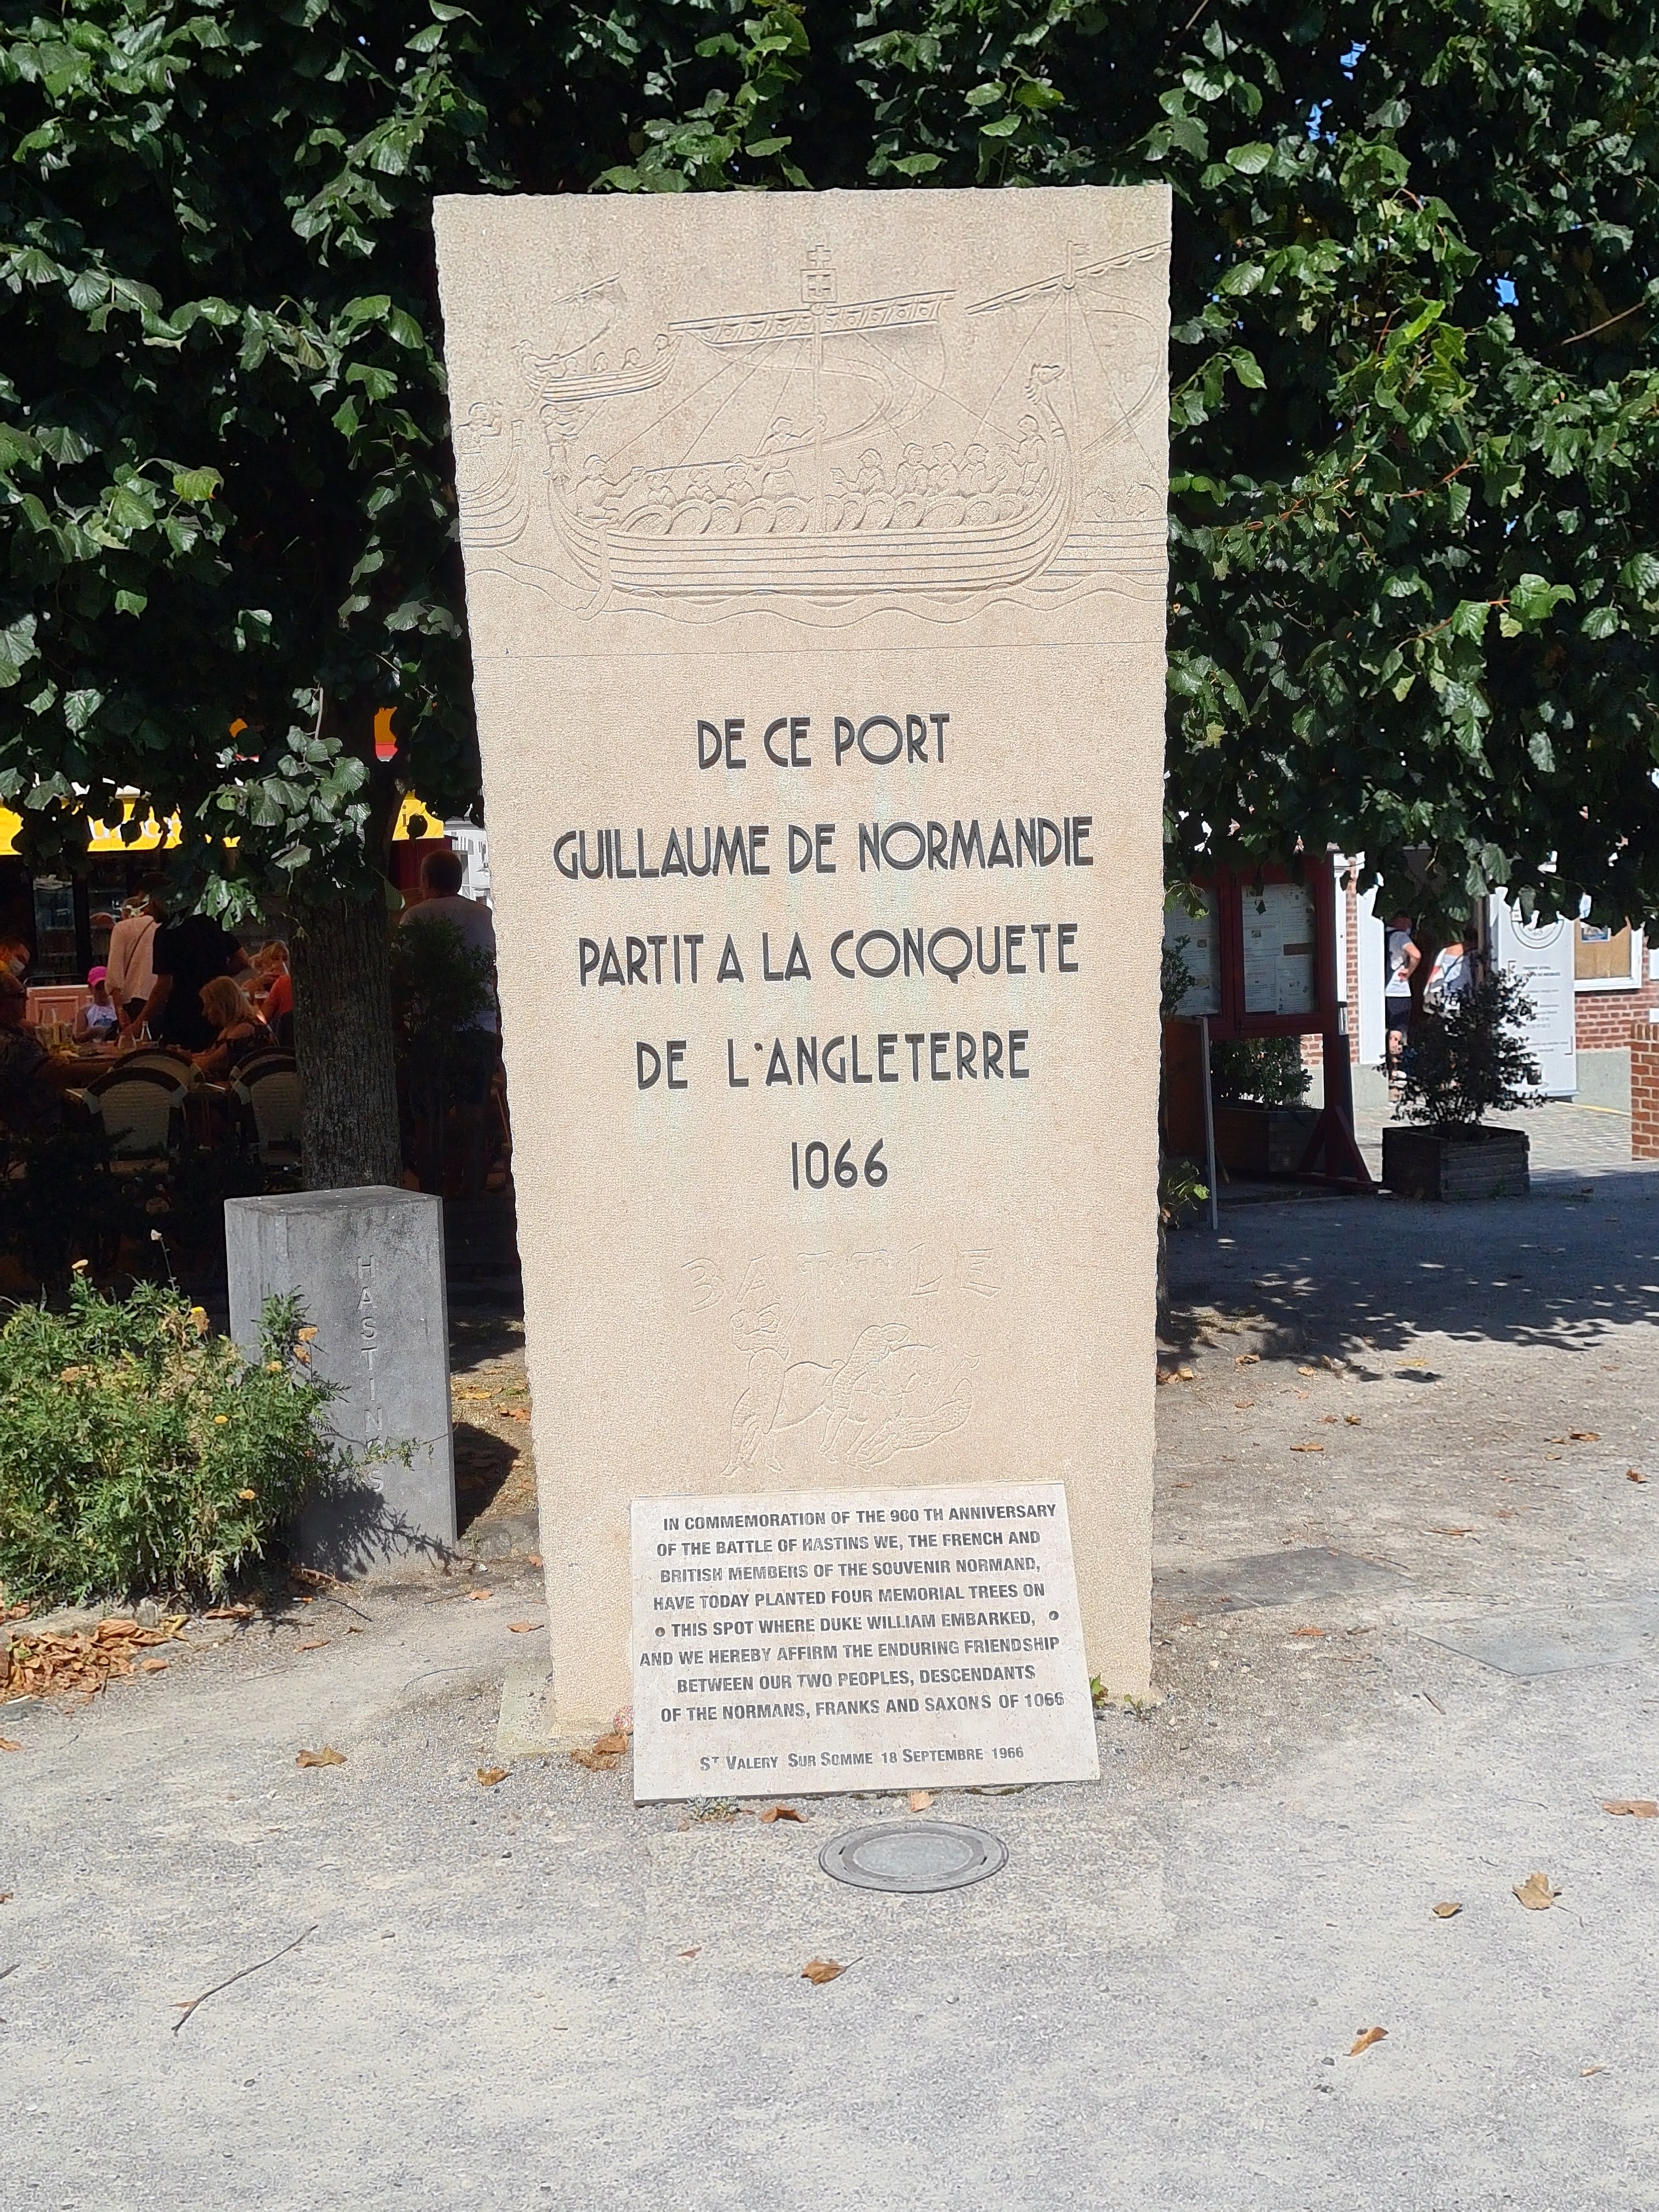 DE CE PORT
GUILLAUME DE NORMANDIE
PARTIT A LA CONQUETE
DE L'ANGLETERRE
1066
BATTLE
HASTINGS
IN COMMEMORATION OF THE 900 TH ANNIVERSARY
OF THE BATTLE OF HASTINS WE, THE FRENCH AND
BRITISH MEMBERS OF THE SOUVENIR NORMAND,
HAVE TODAY PLANTED FOUR MEMORIAL TREES ON
THIS SPOT WHERE DUKE WILLIAM EMBARKED,
AND WE HEREBY AFFIRM THE ENDURING FRIENDSHIP
BETWEEN OUR TWO PEOPLES, DESCENDANTS
OF THE NORMANS, FRANKS AND SAXONS OF 1066
ST VALERY SUR SOMME 18 SEPTEMBRE 1966